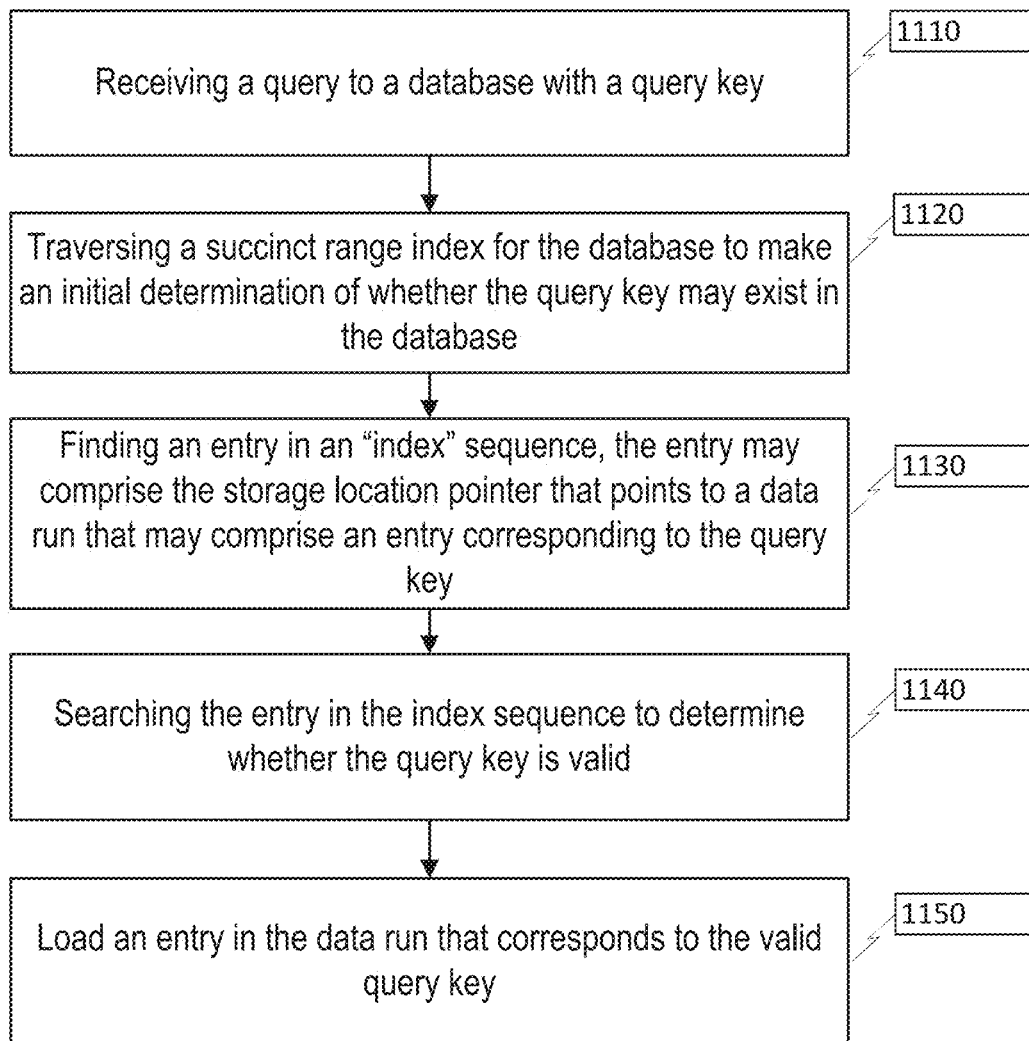 1110
Receiving a query to a database with a query key
1120
Traversing a succinct range index for the database to make
an initial determination of whether the query key may exist in
the database
Finding an entry in an “index” sequence, the entry may
1130
comprise the storage location pointer that points to a data
run that may comprise an entry corresponding to the query
key
1140
Searching the entry in the index sequence to determine
whether the query key is valid
1150
Load an entry in the data run that corresponds to the valid
query key